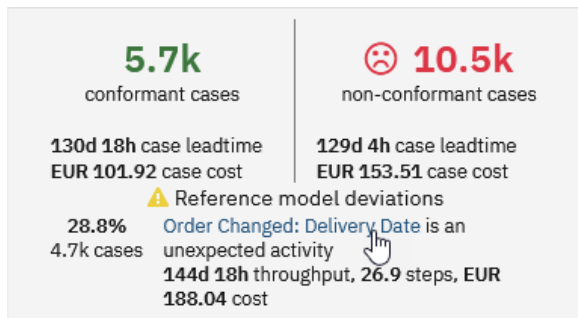 5.7k
conformant cases
130d 18h case leadtime
EUR 101.92 case cost
10.5k
non-conformant cases
129d 4h case leadtime
EUR 153.51 case cost
Reference model deviations
28.8%
4.7k cases
Order Changed: Delivery Date is an
unexpected activity
144d 18h throughput, 26.9 steps, EUR
188.04 cost